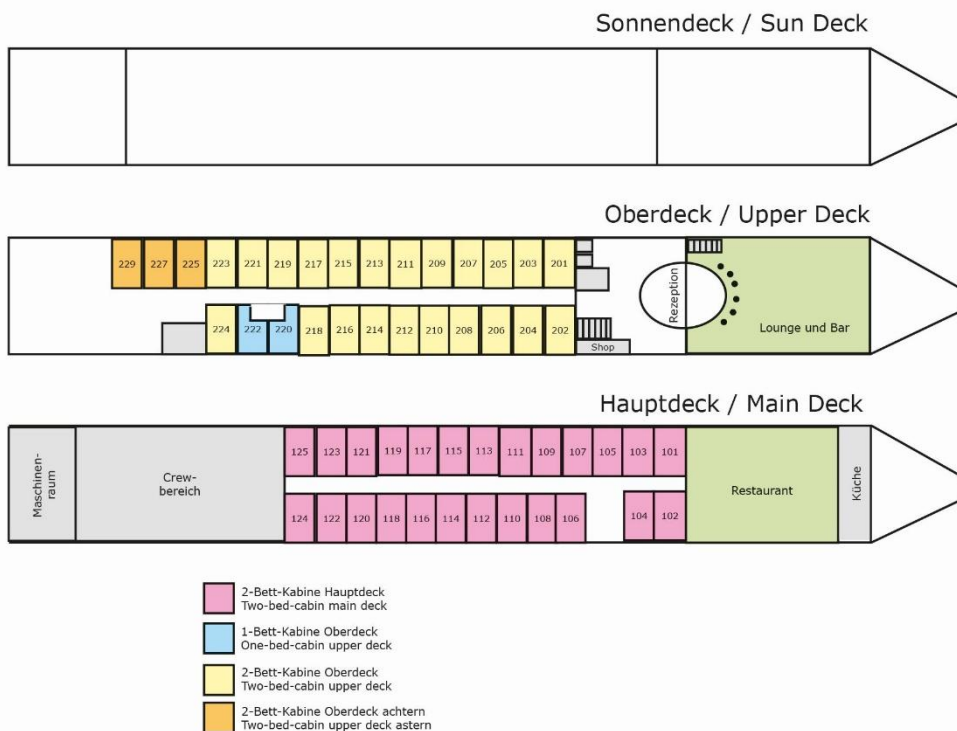 Sonnendeck / Sun Deck
Oberdeck / Upper Deck
229 227 225 223 221 219 217 215 213 211 209 207 205 203 201
Rezeption
Lounge und Bar
224 222 220 218 216 214 212 210 208 206 204 202
Shop
Hauptdeck / Main Deck
Maschinen-
raum
Crew-
bereich
125 123 121 119 117 115 113 111 109 107 105 103 101
Restaurant
Küche
124 122 120 118 116 114 112 110 108 106 104 102
2-Bett-Kabine Hauptdeck
Two-bed-cabin main deck
1-Bett-Kabine Oberdeck
One-bed-cabin upper deck
2-Bett-Kabine Oberdeck
Two-bed-cabin upper deck
2-Bett-Kabine Oberdeck achtern
Two-bed-cabin upper deck astern